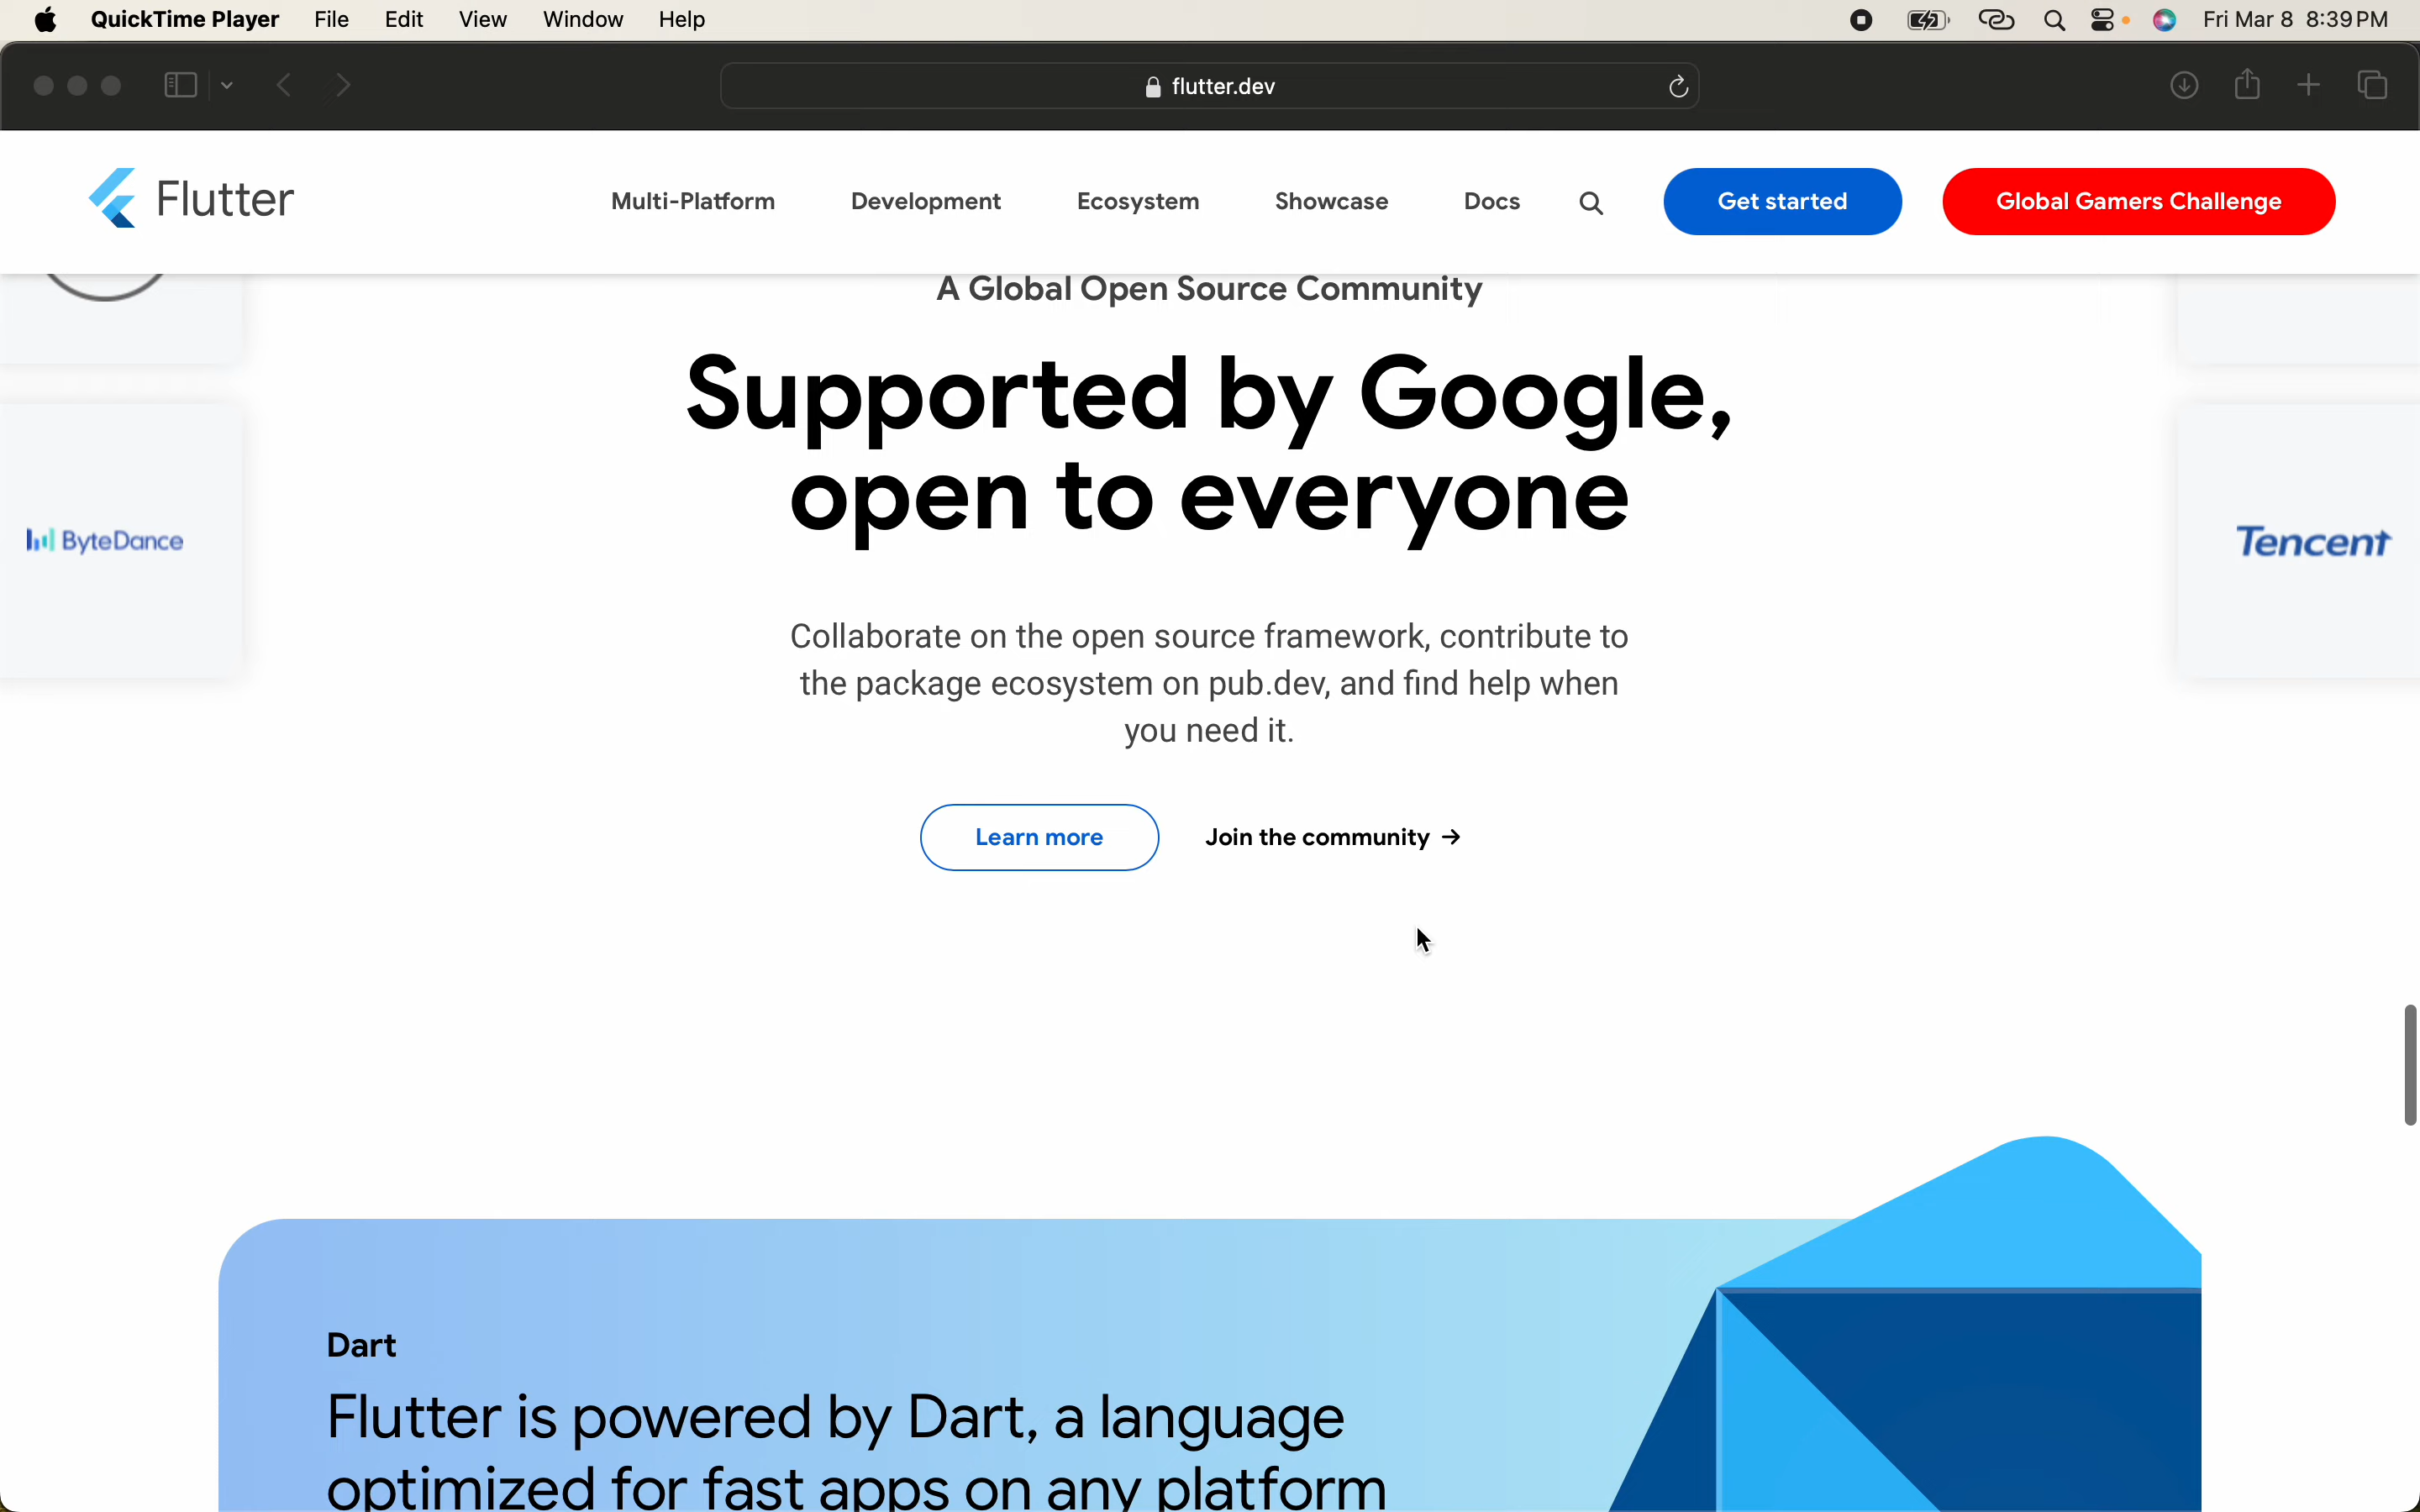 QuickTime Player File Edit View Window Help Fri Mar 8 8:39 PM
flutter.dev
Flutter Multi-Platform Development Ecosystem Showcase Docs Get started Global Gamers Challenge
A Global Open Source Community
Supported by Google,
open to everyone
ByteDance
Tencent
Collaborate on the open source framework, contribute to
the package ecosystem on pub.dev, and find help when
you need it.
Learn more Join the community →
Dart
Flutter is powered by Dart, a language
optimized for fast apps on any platform